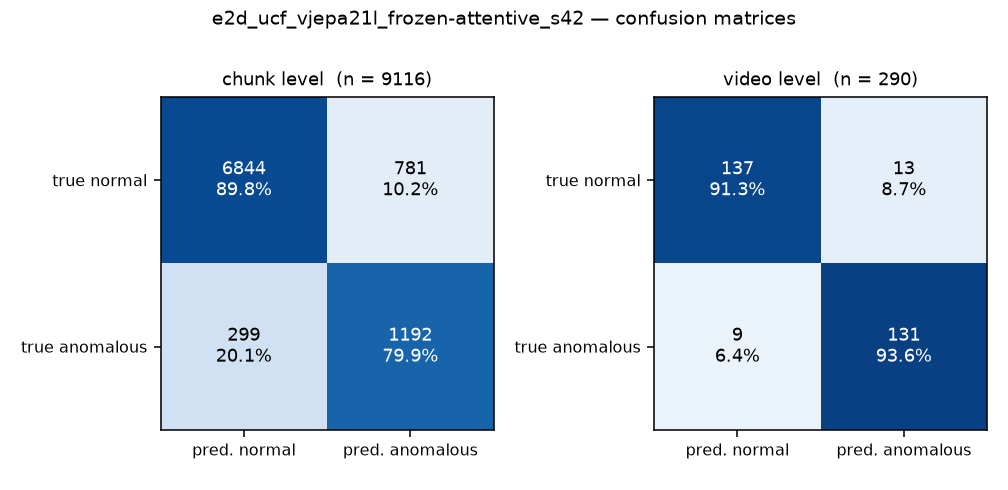 e2d_ucf_vjepa21l_frozen-attentive_s42 — confusion matrices
chunk level (n = 9116)
true normal
6844
89.8%
781
10.2%
true anomalous
299
20.1%
1192
79.9%
pred. normal
pred. anomalous
video level (n = 290)
true normal
137
91.3%
13
8.7%
true anomalous
9
6.4%
131
93.6%
pred. normal
pred. anomalous